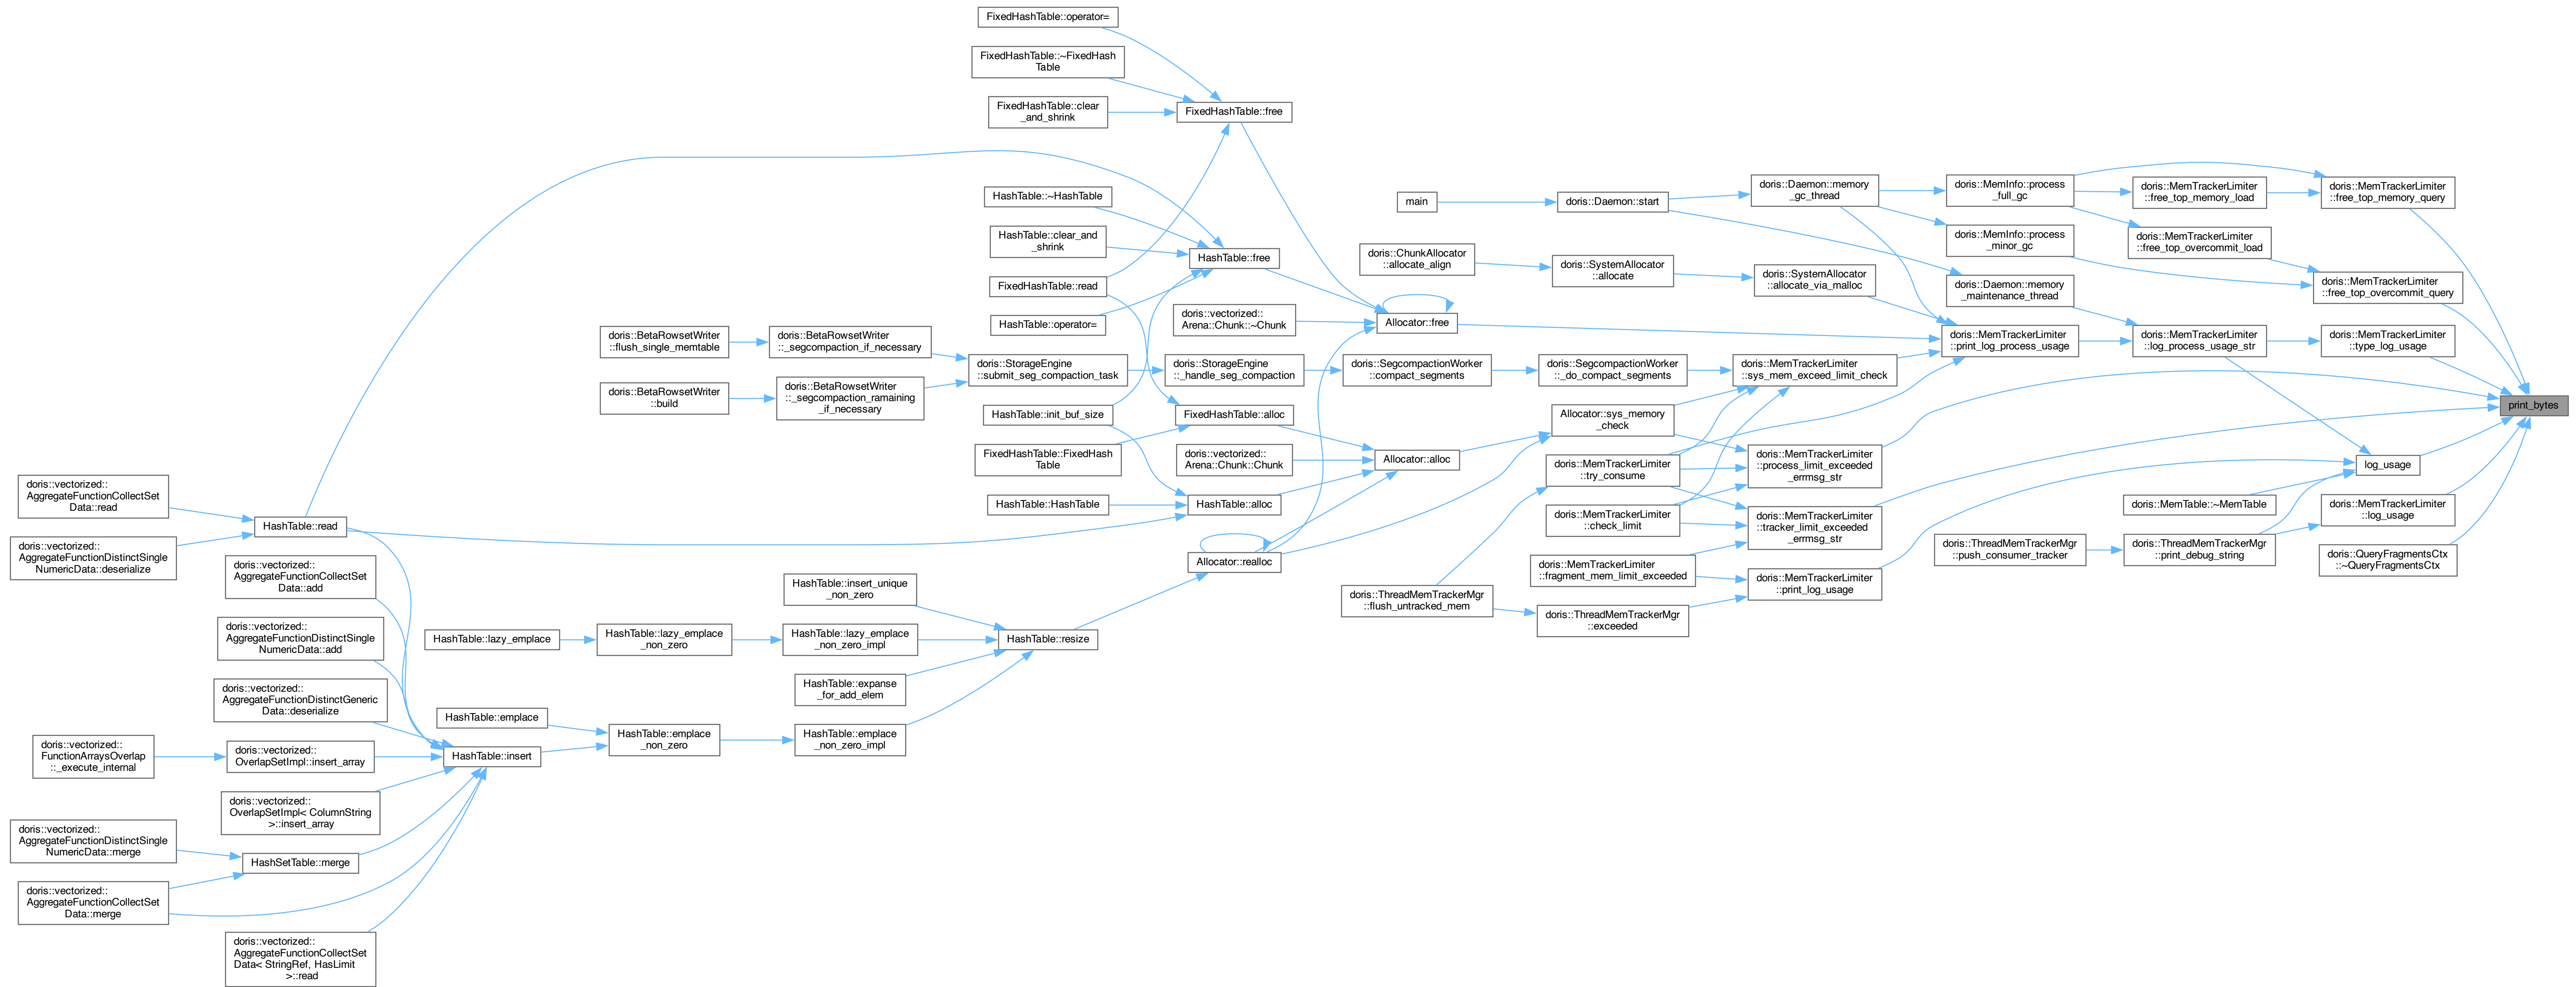 FixedHashTable::operator=
FixedHashTable::~FixedHash
Table
FixedHashTable::clear
_and_shrink
FixedHashTable::free
HashTable::~HashTable
HashTable::clear_and
_shrink
HashTable::free
FixedHashTable::read
HashTable::operator=
main
doris::Daemon::start
doris::Daemon::memory
_gc_thread
doris::MemInfo::process
_full_gc
doris::MemTrackerLimiter
::free_top_memory_load
doris::MemTrackerLimiter
::free_top_memory_query
doris::MemInfo::process
_minor_gc
doris::MemTrackerLimiter
::free_top_overcommit_load
doris::ChunkAllocator
::allocate_align
doris::SystemAllocator
::allocate
doris::SystemAllocator
::allocate_via_malloc
doris::Daemon::memory
_maintenance_thread
doris::MemTrackerLimiter
::free_top_overcommit_query
doris::vectorized::
Arena::Chunk::~Chunk
Allocator::free
doris::MemTrackerLimiter
::print_log_process_usage
doris::MemTrackerLimiter
::log_process_usage_str
doris::MemTrackerLimiter
::type_log_usage
doris::BetaRowsetWriter
::flush_single_memtable
doris::BetaRowsetWriter
::_segcompaction_if_necessary
doris::StorageEngine
::submit_seg_compaction_task
doris::StorageEngine
::_handle_seg_compaction
doris::SegcompactionWorker
::compact_segments
doris::SegcompactionWorker
::_do_compact_segments
doris::MemTrackerLimiter
::sys_mem_exceed_limit_check
doris::BetaRowsetWriter
::build
doris::BetaRowsetWriter
::_segcompaction_ramaining
_if_necessary
print_bytes
HashTable::init_buf_size
FixedHashTable::alloc
Allocator::sys_memory
_check
FixedHashTable::FixedHash
Table
doris::vectorized::
Arena::Chunk::Chunk
Allocator::alloc
doris::MemTrackerLimiter
::try_consume
doris::MemTrackerLimiter
::process_limit_exceeded
_errmsg_str
log_usage
HashTable::HashTable
HashTable::alloc
doris::MemTable::~MemTable
doris::MemTrackerLimiter
::log_usage
doris::vectorized::
AggregateFunctionCollectSet
Data::read
HashTable::read
doris::MemTrackerLimiter
::check_limit
doris::MemTrackerLimiter
::tracker_limit_exceeded
_errmsg_str
doris::vectorized::
AggregateFunctionDistinctSingle
NumericData::deserialize
doris::ThreadMemTrackerMgr
::push_consumer_tracker
doris::ThreadMemTrackerMgr
::print_debug_string
doris::QueryFragmentsCtx
::~QueryFragmentsCtx
doris::vectorized::
AggregateFunctionCollectSet
Data::add
Allocator::realloc
doris::MemTrackerLimiter
::fragment_mem_limit_exceeded
doris::MemTrackerLimiter
::print_log_usage
HashTable::insert_unique
_non_zero
doris::ThreadMemTrackerMgr
::flush_untracked_mem
doris::ThreadMemTrackerMgr
::exceeded
doris::vectorized::
AggregateFunctionDistinctSingle
NumericData::add
HashTable::lazy_emplace
HashTable::lazy_emplace
_non_zero
HashTable::lazy_emplace
_non_zero_impl
HashTable::resize
doris::vectorized::
AggregateFunctionDistinctGeneric
Data::deserialize
HashTable::expanse
_for_add_elem
HashTable::emplace
HashTable::emplace
_non_zero
HashTable::emplace
_non_zero_impl
doris::vectorized::
FunctionArraysOverlap
::_execute_internal
doris::vectorized::
OverlapSetImpl::insert_array
HashTable::insert
doris::vectorized::
OverlapSetImpl< ColumnString
>::insert_array
doris::vectorized::
AggregateFunctionDistinctSingle
NumericData::merge
HashSetTable::merge
doris::vectorized::
AggregateFunctionCollectSet
Data::merge
doris::vectorized::
AggregateFunctionCollectSet
Data< StringRef, HasLimit
>::read